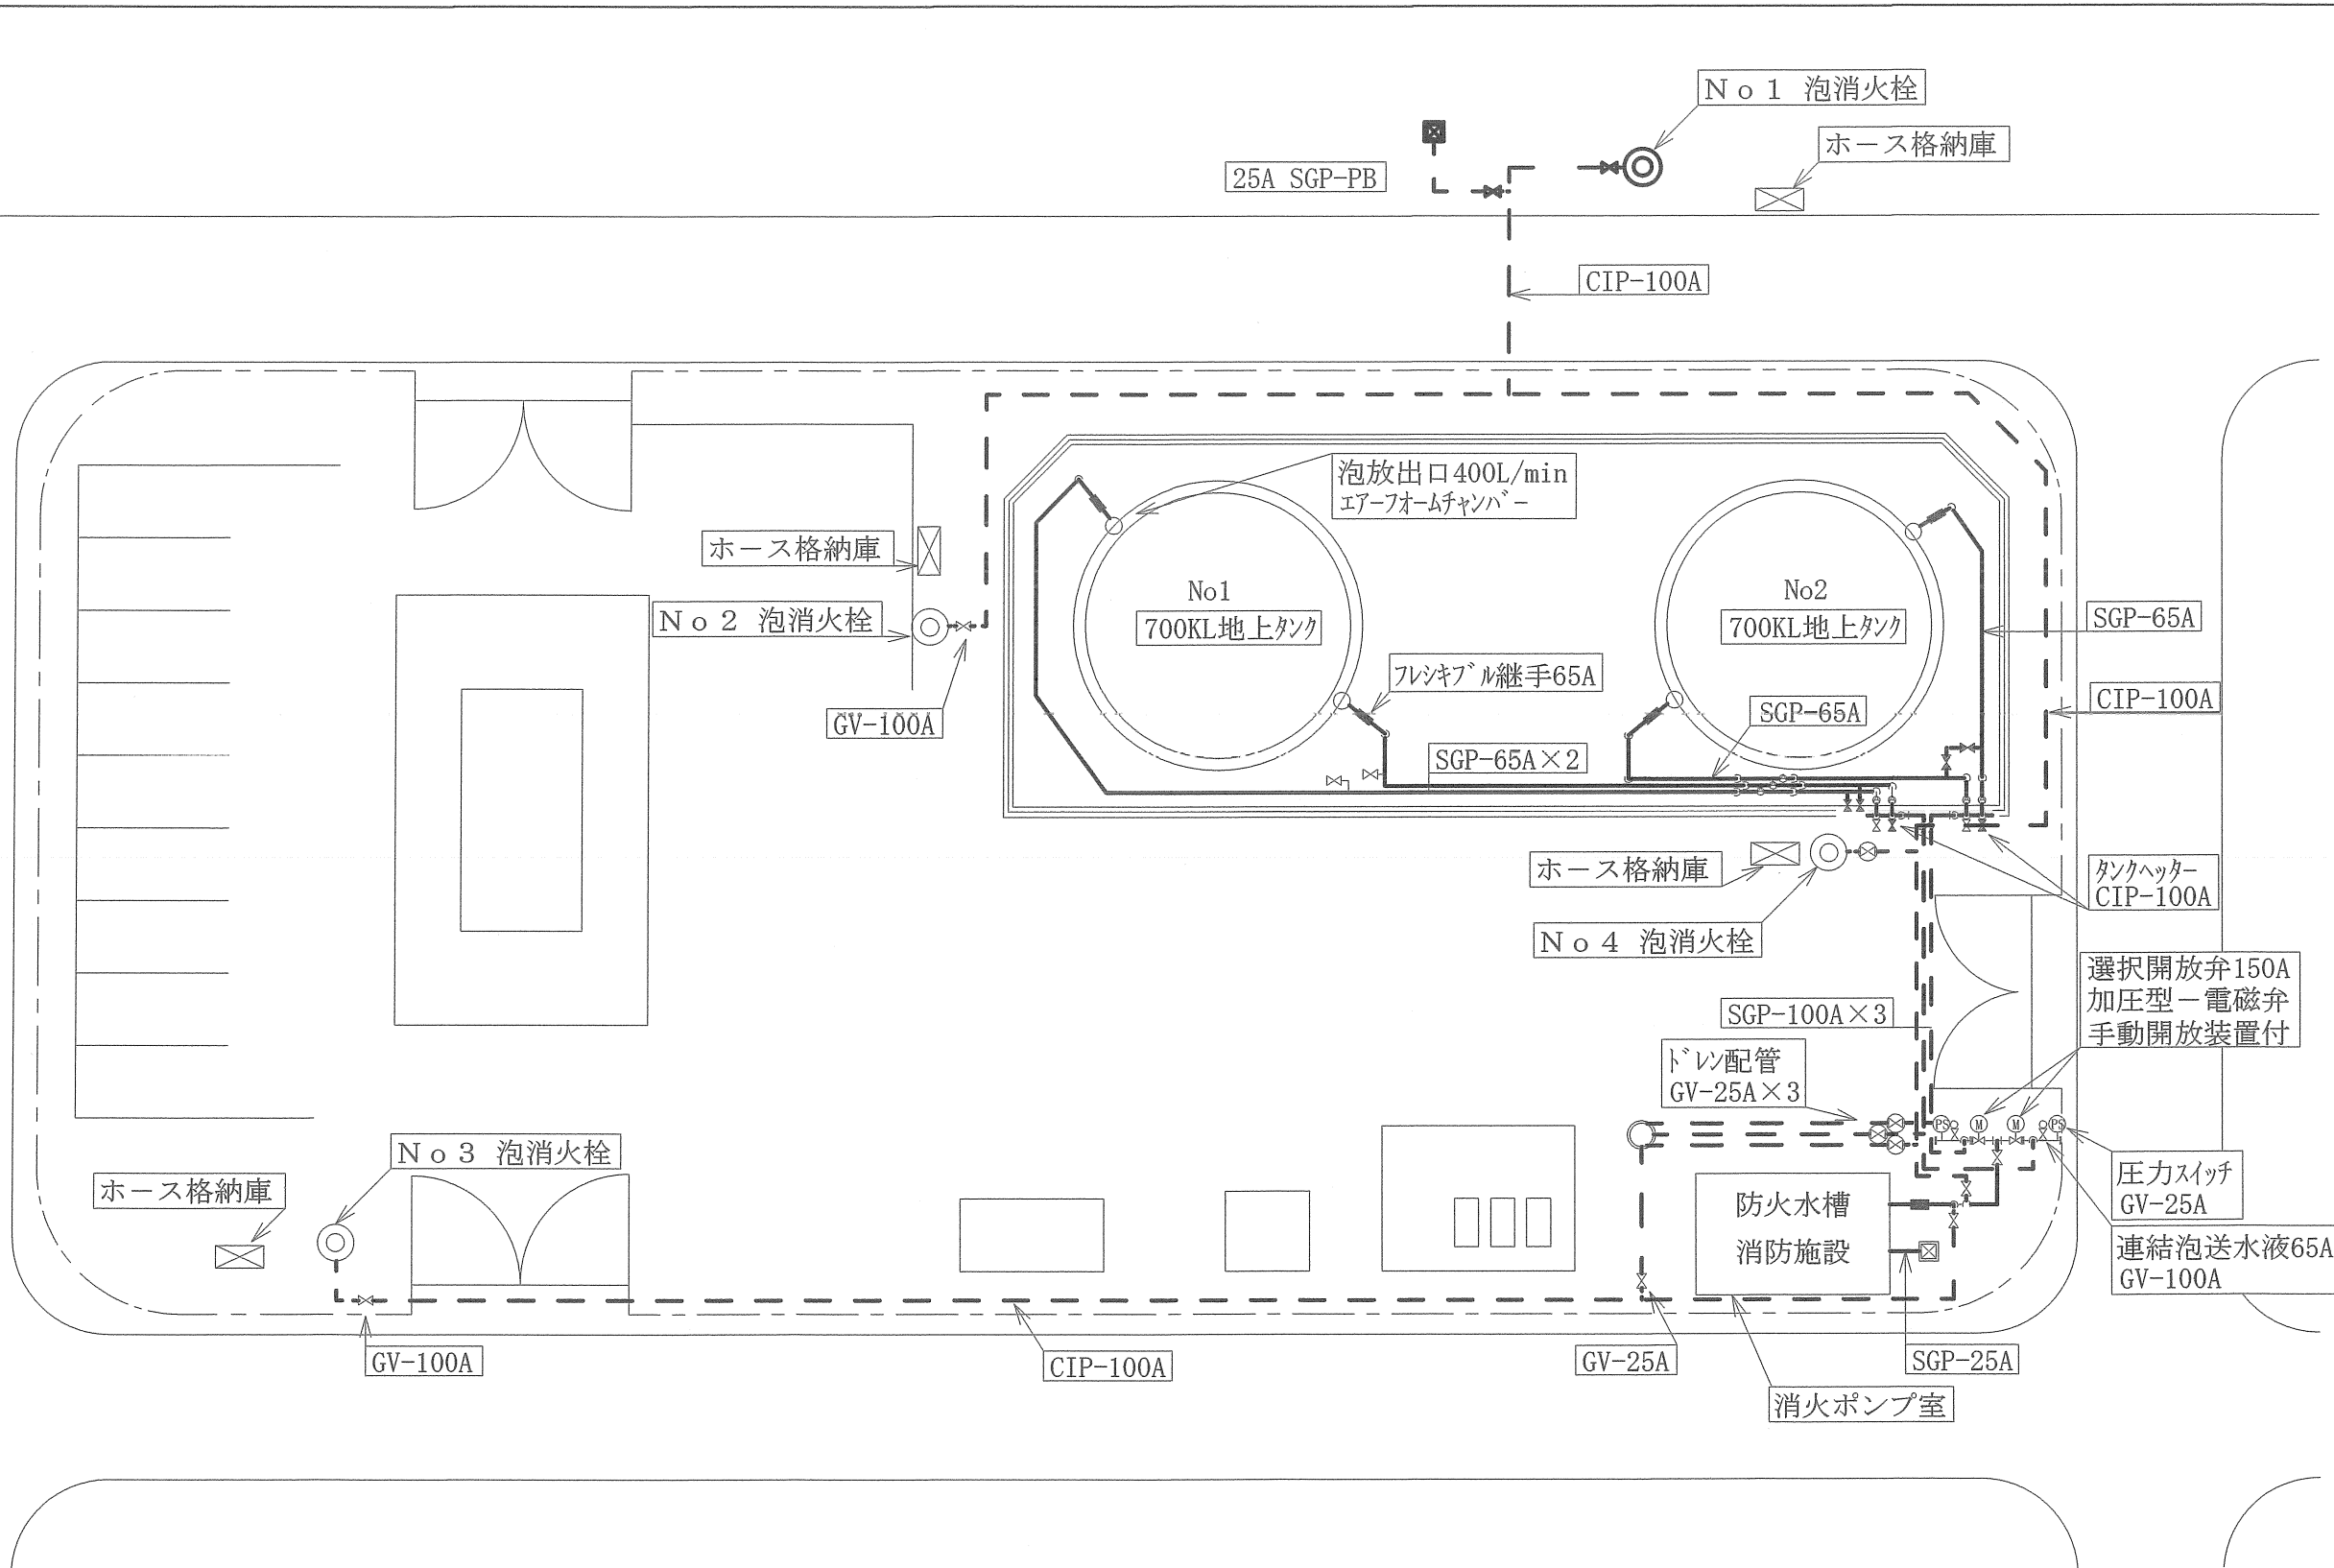 Ｎｏ１ 泡消火栓
ホース格納庫
25A SGP-PB
CIP-100A
泡放出口400L/min
エアーフオームチャンバー
ホース格納庫
Ｎｏ２ 泡消火栓
GV-100A
No1
700KL地上タンク
No2
700KL地上タンク
フレシキブル継手65A
SGP-65A
SGP-65A×2
SGP-65A
CIP-100A
ホース格納庫
Ｎｏ４ 泡消火栓
タンクヘッター
CIP-100A
選択開放弁150A
加圧型－電磁弁
手動開放装置付
SGP-100A×3
ドレン配管
GV-25A×3
PS
M
M
PS
Ｎｏ３ 泡消火栓
ホース格納庫
圧力スイッチ
GV-25A
連結泡送水液65A
GV-100A
防火水槽
消防施設
GV-100A
CIP-100A
GV-25A
SGP-25A
消火ポンプ室